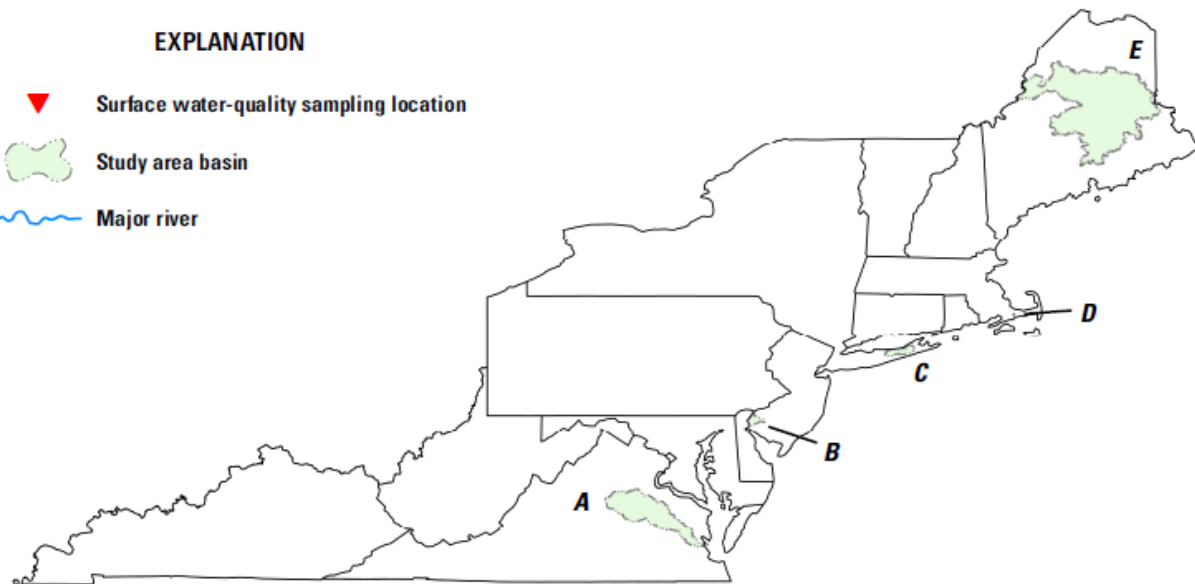 EXPLANATION
Surface water-quality sampling location
Study area basin
Major river
E
D
C
B
A